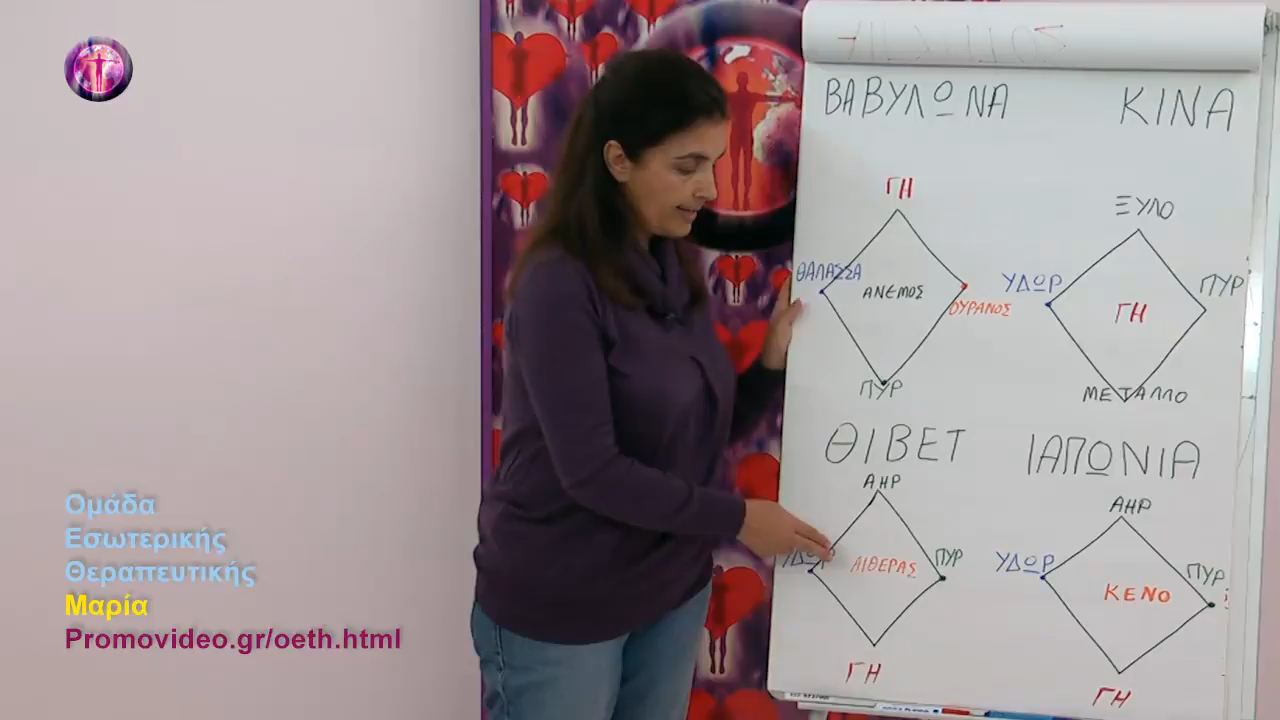 ΒΑΒΥΛΩΝΑ
ΚΙΝΑ
ΓΗ
ΘΑΛΑΣΣΑ
ΑΝΕΜΟΣ
ΟΥΡΑΝΟΣ
ΠΥΡ
ΞΥΛΟ
ΥΔΩΡ
ΠΥΡ
ΓΗ
ΜΕΤΑΛΛΟ
ΘΙΒΕΤ
ΙΑΠΩΝΙΑ
ΑΗΡ
ΥΔΩΡ
ΑΙΘΕΡΑΣ
ΠΥΡ
ΓΗ
ΑΗΡ
ΥΔΩΡ
ΠΥΡ
ΚΕΝΟ
ΓΗ
Ομάδα
Εσωτερικής
Θεραπευτικής
Μαρία
Promovideo.gr/oeth.html